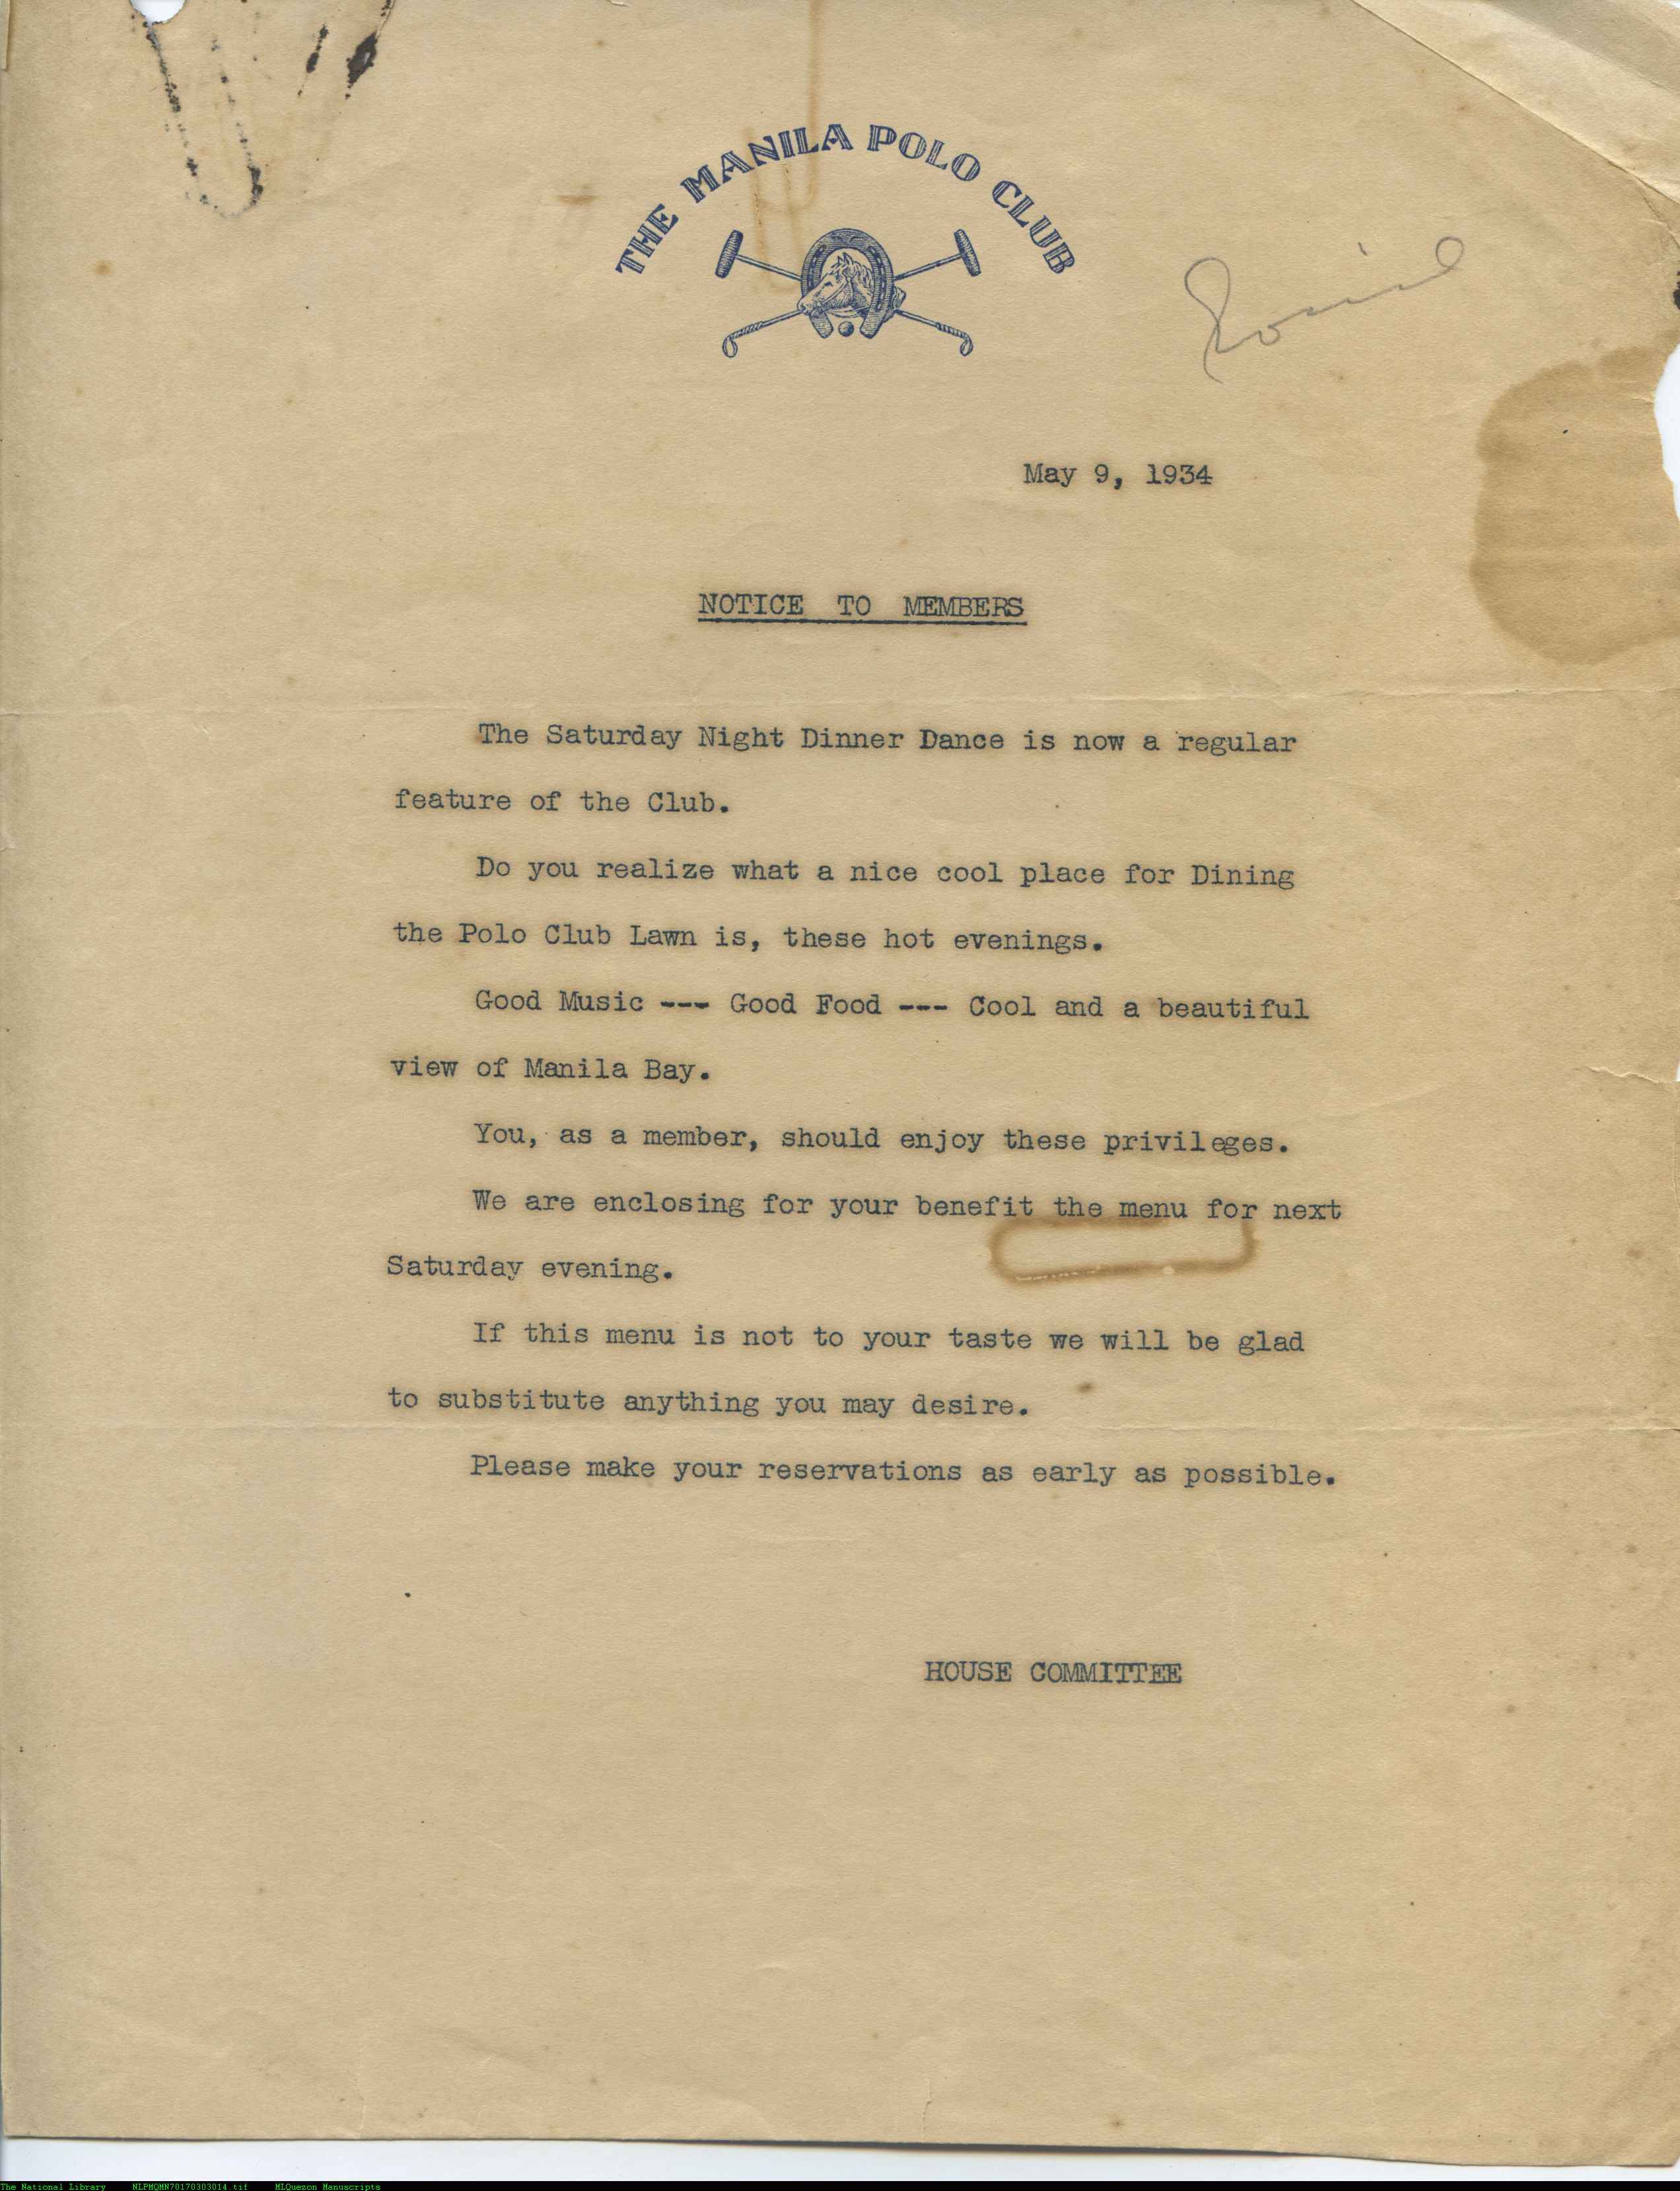 THE MANILA POLO CLUB
May 9, 1934
NOTICE TO MEMBERS
The Saturday Night Dinner Dance is now a regular
feature of the Club.
Do you realize what a nice cool place for Dining
the Polo Club Lawn is, these hot evenings.
Good Music --- Good Food --- Cool and a beautiful
view of Manila Bay.
You, as a member, should enjoy these privileges.
We are enclosing for your benefit the menu for next
Saturday evening.
If this menu is not to your taste we will be glad
to substitute anything you may desire.
Please make your reservations as early as possible.
HOUSE COMMITTEE
The National Library NLPMQMN70170303014 tif MLQuezon Manuscripts